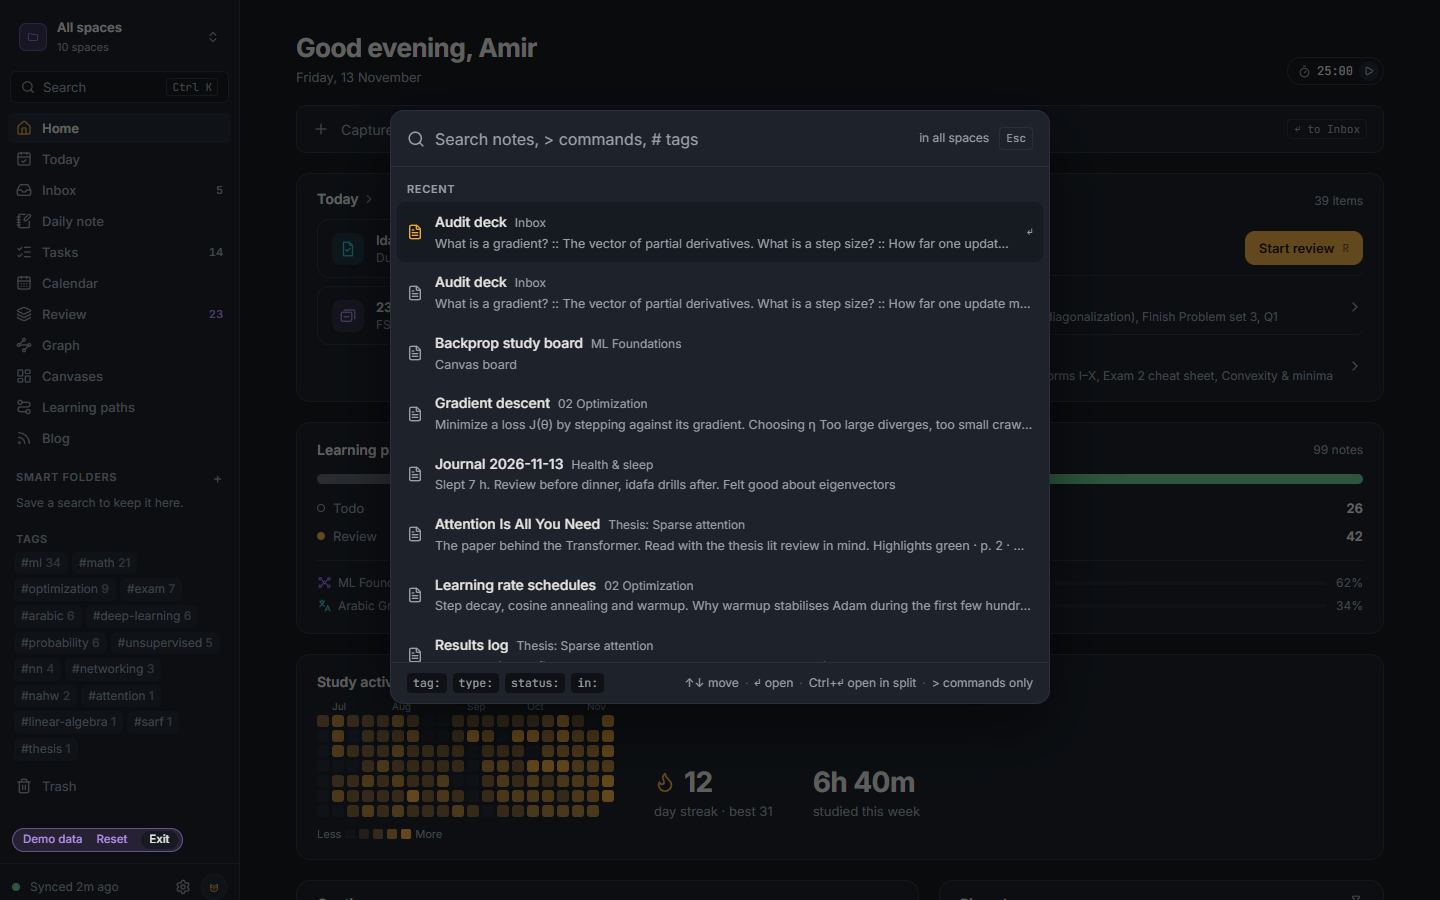 All spaces
10 spaces
Search Ctrl K
Home
Today
Inbox 5
Daily note
Tasks 14
Calendar
Review 23
Graph
Canvases
Learning paths
Blog
SMART FOLDERS +
Save a search to keep it here.
TAGS
#ml 34 #math 21
#optimization 9 #exam 7
#arabic 6 #deep-learning 6
#probability 6 #unsupervised 5
#nn 4 #networking 3
#nahw 2 #attention 1
#linear-algebra 1 #sarf 1
#thesis 1
Trash
Demo data Reset Exit
Synced 2m ago
Good evening, Amir
Friday, 13 November
25:00
Capture
↵ to Inbox
Today
39 items
Start review R
diagonalization), Finish Problem set 3, Q1
orms I–X, Exam 2 cheat sheet, Convexity & minima
Search notes, > commands, # tags in all spaces Esc
RECENT
Audit deck Inbox
What is a gradient? :: The vector of partial derivatives. What is a step size? :: How far one updat... ↵
Audit deck Inbox
What is a gradient? :: The vector of partial derivatives. What is a step size? :: How far one update m...
Backprop study board ML Foundations
Canvas board
Gradient descent 02 Optimization
Minimize a loss J(θ) by stepping against its gradient. Choosing η Too large diverges, too small craw...
Journal 2026-11-13 Health & sleep
Slept 7 h. Review before dinner, idafa drills after. Felt good about eigenvectors
Attention Is All You Need Thesis: Sparse attention
The paper behind the Transformer. Read with the thesis lit review in mind. Highlights green · p. 2 · ...
Learning rate schedules 02 Optimization
Step decay, cosine annealing and warmup. Why warmup stabilises Adam during the first few hundr...
Results log Thesis: Sparse attention
tag: type: status: in: ↑↓ move · ↵ open · Ctrl+↵ open in split · > commands only
Learning p
99 notes
Todo 26
Review 42
ML Found 62%
Arabic Gr 34%
Study activ
Jul Aug Sep Oct Nov
Less More
12
day streak · best 31
6h 40m
studied this week